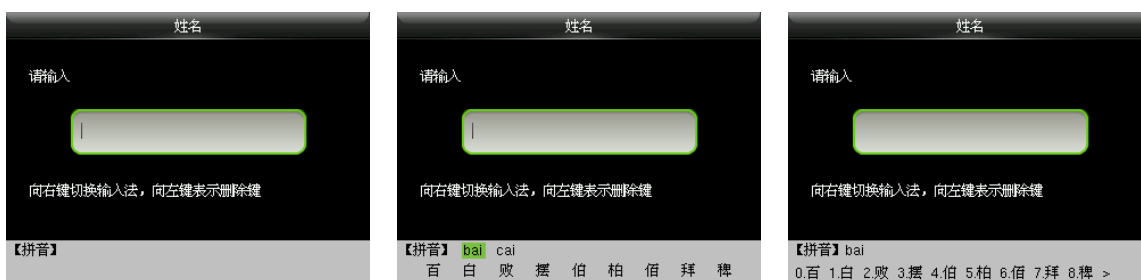 姓名
请输入
向右键切换输入法，向左键表示删除键
【拼音】
姓名
请输入
向右键切换输入法，向左键表示删除键
【拼音】 bai cai
百 白 败 摆 伯 柏 佰 拜 稗
姓名
请输入
向右键切换输入法，向左键表示删除键
【拼音】bai
0.百 1.白 2.败 3.摆 4.伯 5.柏 6.佰 7.拜 8.稗 >